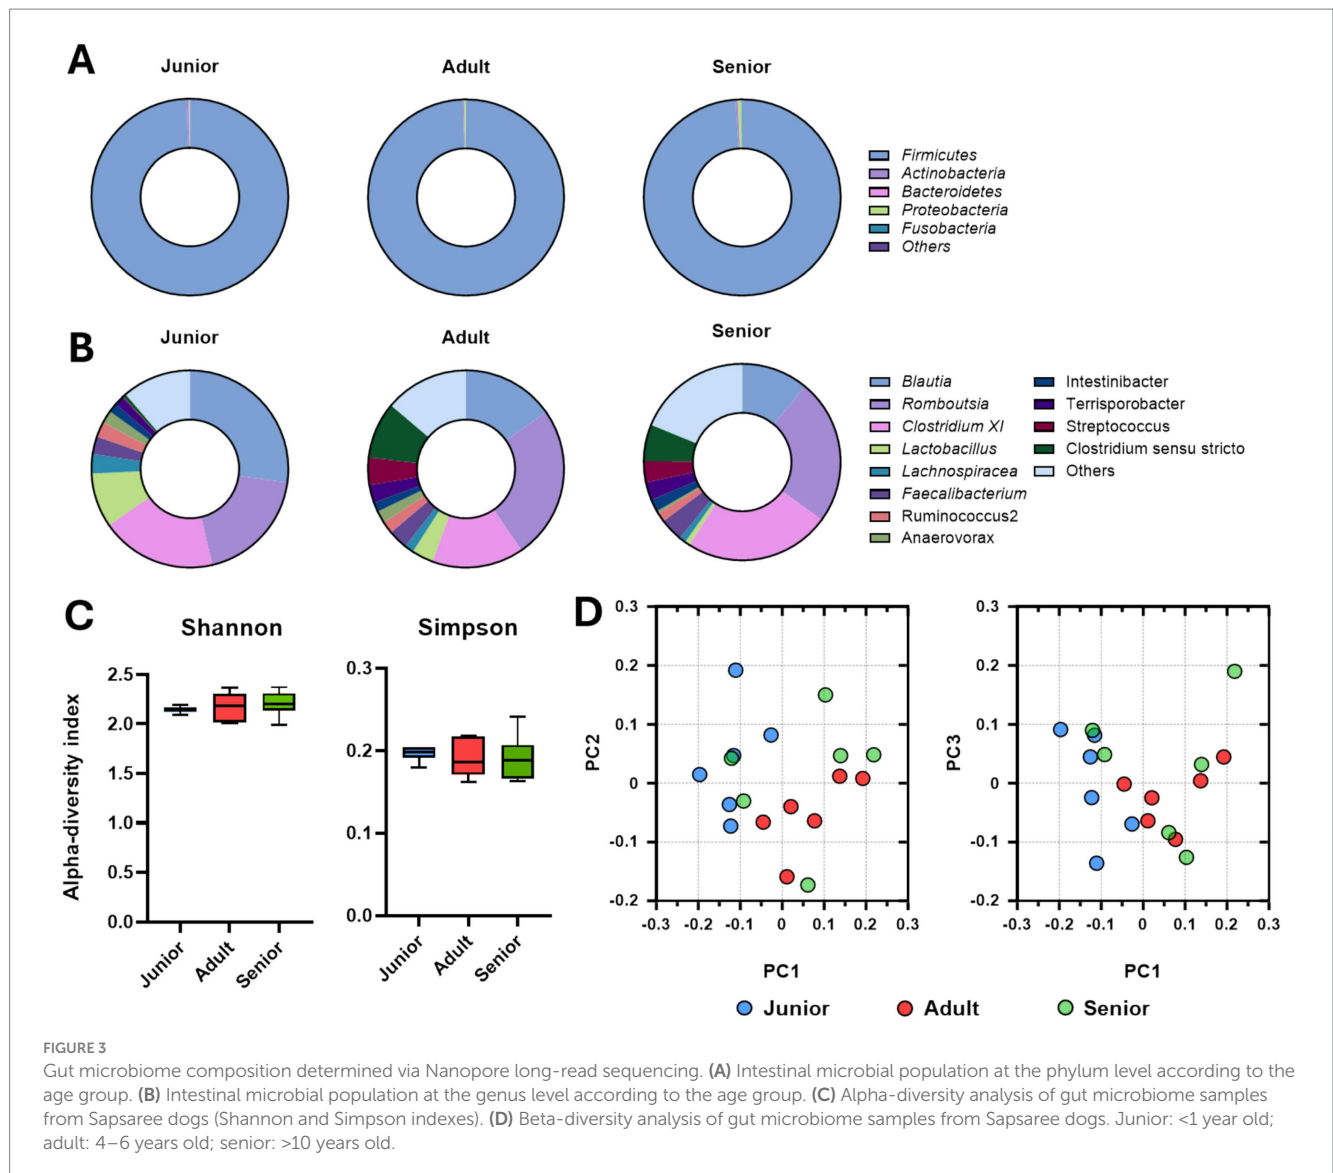 A
Junior
Adult
Senior
Firmicutes
Actinobacteria
Bacteroidetes
Proteobacteria
Fusobacteria
Others
B
Junior
Adult
Senior
Blautia
Romboutsia
Clostridium XI
Lactobacillus
Lachnospiracea
Faecalibacterium
Ruminococcus2
Anaerovorax
Intestinibacter
Terrisporobacter
Streptococcus
Clostridium sensu stricto
Others
C
Shannon
Alpha-diversity index
2.5
2.0
1.5
1.0
0.5
0.0
Junior
Adult
Senior
Simpson
0.3
0.2
0.1
0.0
Junior
Adult
Senior
D
PC2
0.3
0.2
0.1
0
-0.1
-0.2
-0.3 -0.2 -0.1 0 0.1 0.2 0.3
PC1
PC3
0.3
0.2
0.1
0
-0.1
-0.2
-0.3 -0.2 -0.1 0 0.1 0.2 0.3
PC1
Junior Adult Senior
FIGURE 3
Gut microbiome composition determined via Nanopore long-read sequencing. (A) Intestinal microbial population at the phylum level according to the
age group. (B) Intestinal microbial population at the genus level according to the age group. (C) Alpha-diversity analysis of gut microbiome samples
from Sapsaree dogs (Shannon and Simpson indexes). (D) Beta-diversity analysis of gut microbiome samples from Sapsaree dogs. Junior: <1 year old;
adult: 4–6 years old; senior: >10 years old.